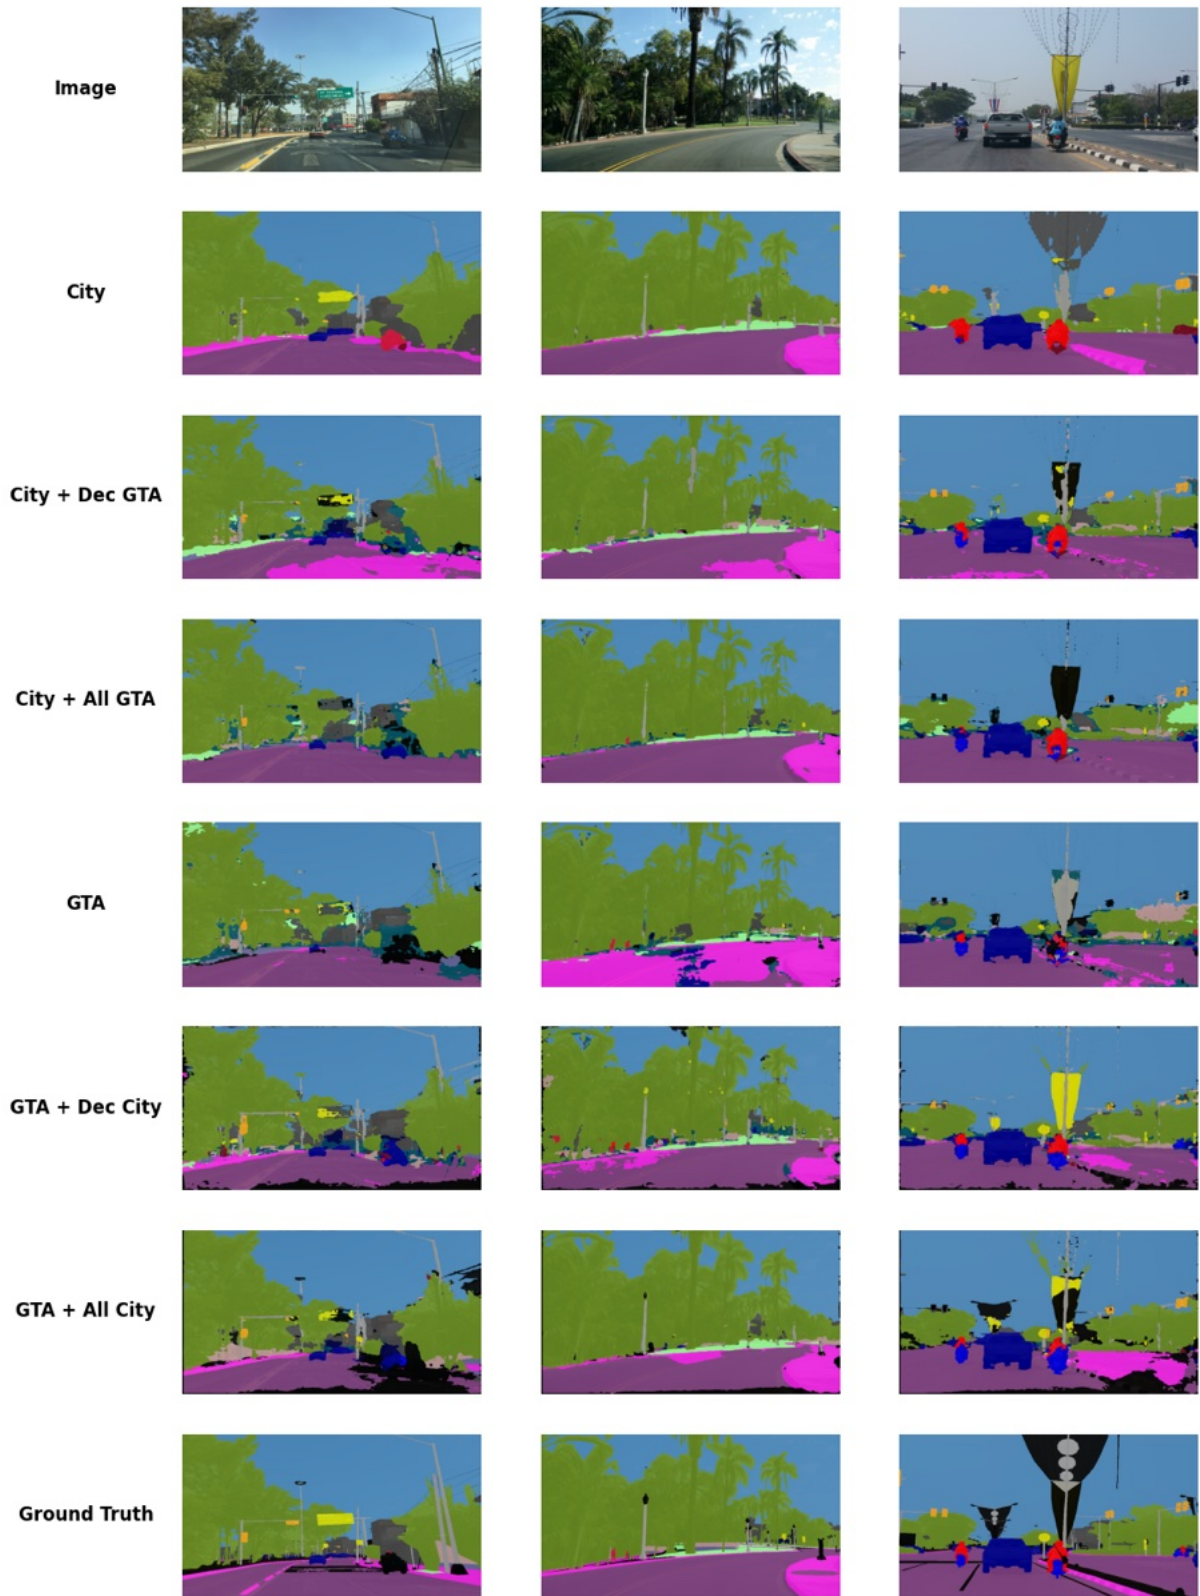 Image
City
City + Dec GTA
City + All GTA
GTA
GTA + Dec City
GTA + All City
Ground Truth